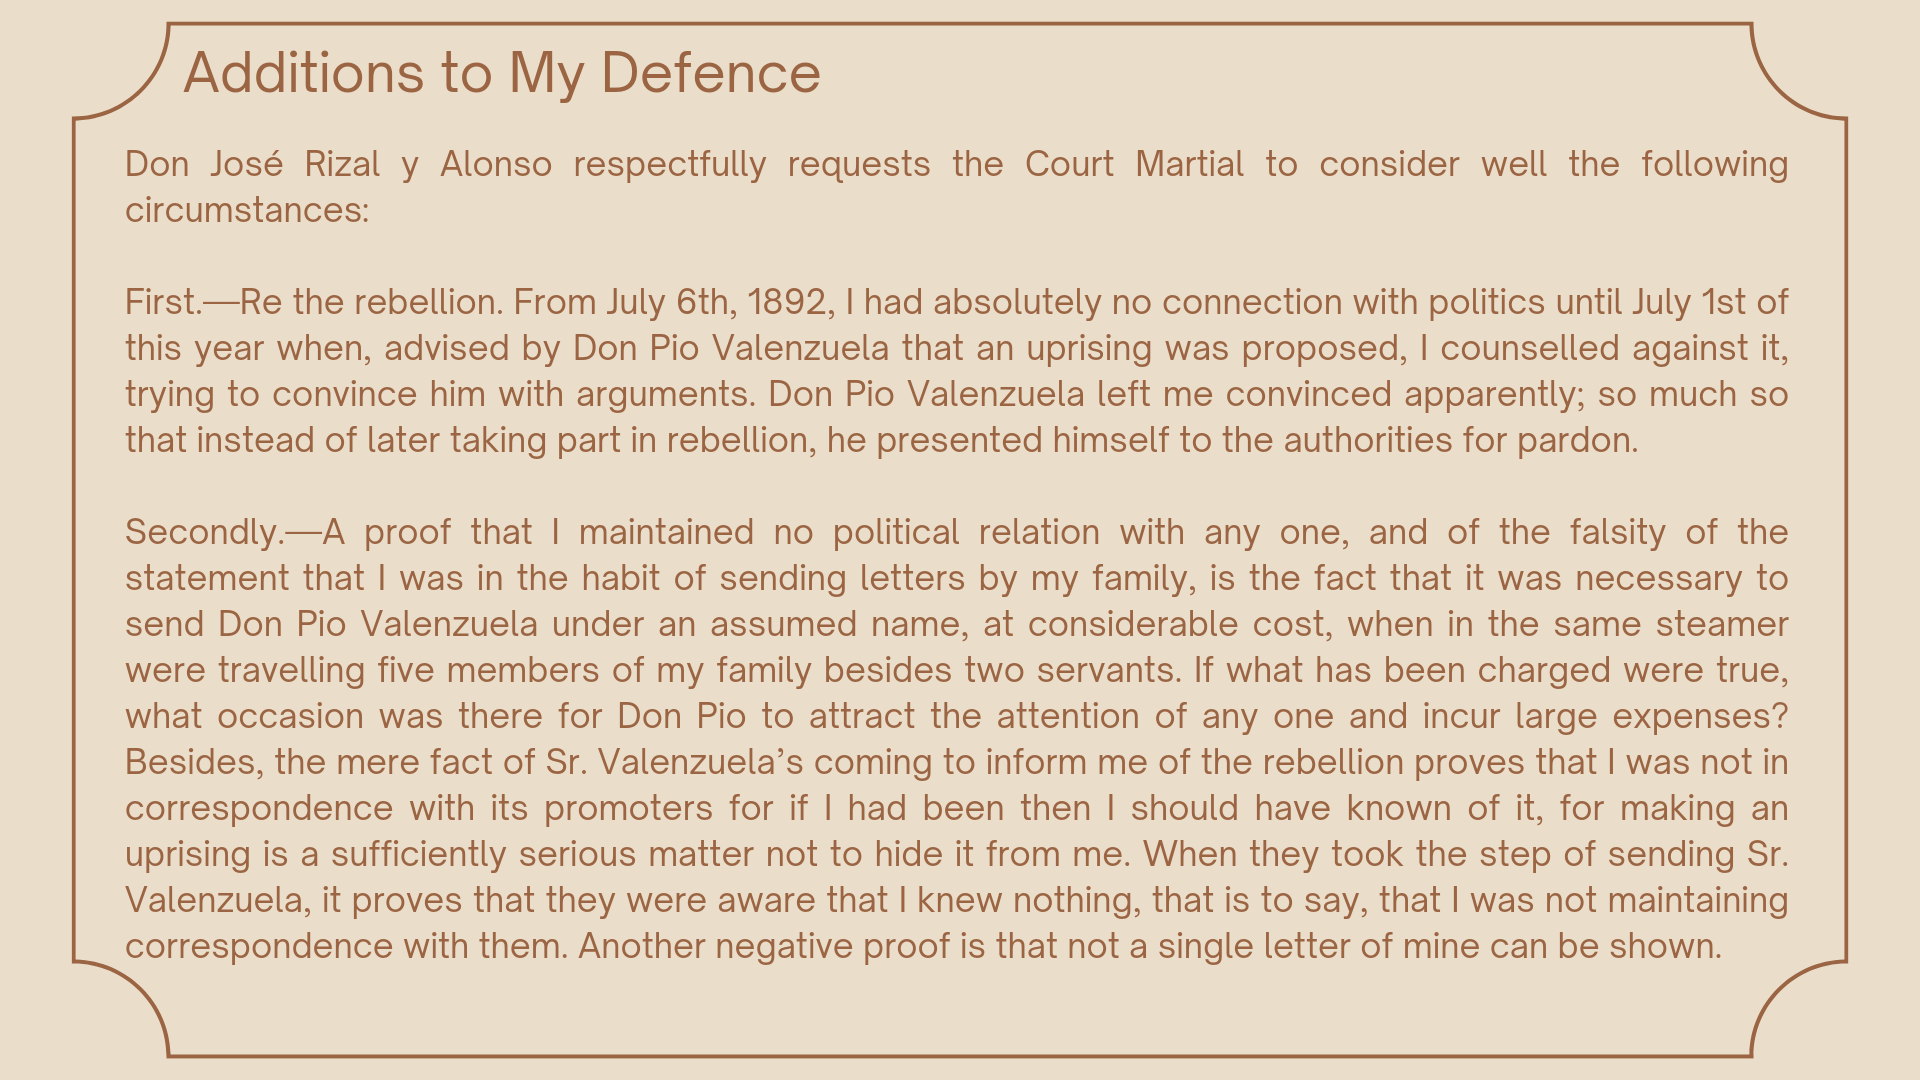 Additions to My Defence
Don José Rizal y Alonso respectfully requests the Court Martial to consider well the following
circumstances:
First.—Re the rebellion. From July 6th, 1892, I had absolutely no connection with politics until July 1st of
this year when, advised by Don Pio Valenzuela that an uprising was proposed, I counselled against it,
trying to convince him with arguments. Don Pio Valenzuela left me convinced apparently; so much so
that instead of later taking part in rebellion, he presented himself to the authorities for pardon.
Secondly.—A proof that I maintained no political relation with any one, and of the falsity of the
statement that I was in the habit of sending letters by my family, is the fact that it was necessary to
send Don Pio Valenzuela under an assumed name, at considerable cost, when in the same steamer
were travelling five members of my family besides two servants. If what has been charged were true,
what occasion was there for Don Pio to attract the attention of any one and incur large expenses?
Besides, the mere fact of Sr. Valenzuela’s coming to inform me of the rebellion proves that I was not in
correspondence with its promoters for if I had been then I should have known of it, for making an
uprising is a sufficiently serious matter not to hide it from me. When they took the step of sending Sr.
Valenzuela, it proves that they were aware that I knew nothing, that is to say, that I was not maintaining
correspondence with them. Another negative proof is that not a single letter of mine can be shown.